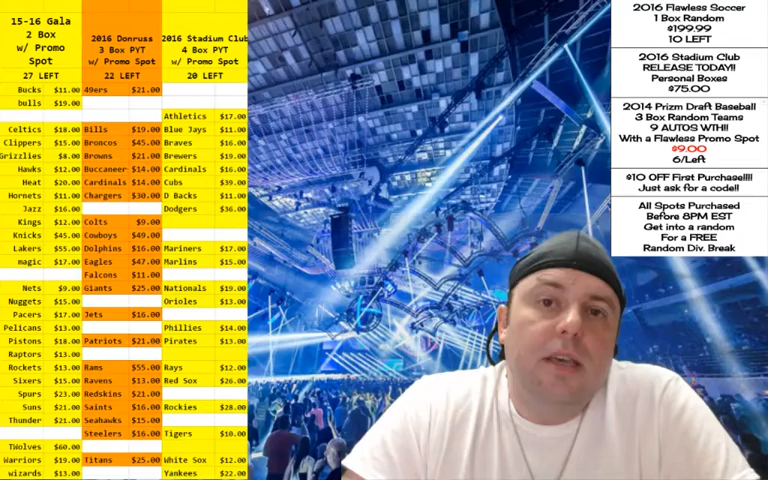 15-16 Gala
2 Box
w/ Promo
Spot
27 LEFT
Bucks $11.00
bulls $19.00
Celtics $18.00
Clippers $15.00
Grizzlies $8.00
Hawks $12.00
Heat $20.00
Hornets $11.00
Jazz $16.00
Kings $12.00
Knicks $45.00
Lakers $55.00
magic $17.00
Nets $9.00
Nuggets $15.00
Pacers $17.00
Pelicans $13.00
Pistons $18.00
Raptors $13.00
Rockets $13.00
Sixers $15.00
Spurs $23.00
Suns $21.00
Thunder $21.00
TWolves $60.00
Warriors $19.00
wizards $13.00
2016 Donruss
3 Box PYT
w/ Promo Spot
22 LEFT
49ers $21.00
Bills $19.00
Broncos $45.00
Browns $21.00
Buccaneer $14.00
Cardinals $14.00
Chargers $30.00
Colts $9.00
Cowboys $49.00
Dolphins $16.00
Eagles $47.00
Falcons $11.00
Giants $25.00
Jets $16.00
Patriots $21.00
Rams $55.00
Ravens $13.00
Redskins $21.00
Saints $16.00
Seahawks $15.00
Steelers $16.00
Titans $25.00
2016 Stadium Club
4 Box PYT
w/ Promo Spot
20 LEFT
Athletics $17.00
Blue Jays $11.00
Braves $16.00
Brewers $19.00
Cardinals $16.00
Cubs $39.00
D Backs $11.00
Dodgers $36.00
Mariners $17.00
Marlins $15.00
Nationals $19.00
Orioles $13.00
Phillies $14.00
Pirates $13.00
Rays $12.00
Red Sox $26.00
Rockies $28.00
Tigers $10.00
White Sox $12.00
Yankees $22.00
2016 Flawless Soccer
1 Box Random
$199.99
10 LEFT
2016 Stadium Club
RELEASE TODAY!!
Personal Boxes
$75.00
2014 Prizm Draft Baseball
3 Box Random Teams
9 AUTOS WTH!!
With a Flawless Promo Spot
$9.00
6/Left
$10 OFF First Purchase!!!!
Just ask for a code!!
All Spots Purchased
Before 8PM EST
Get into a random
For a FREE
Random Div. Break